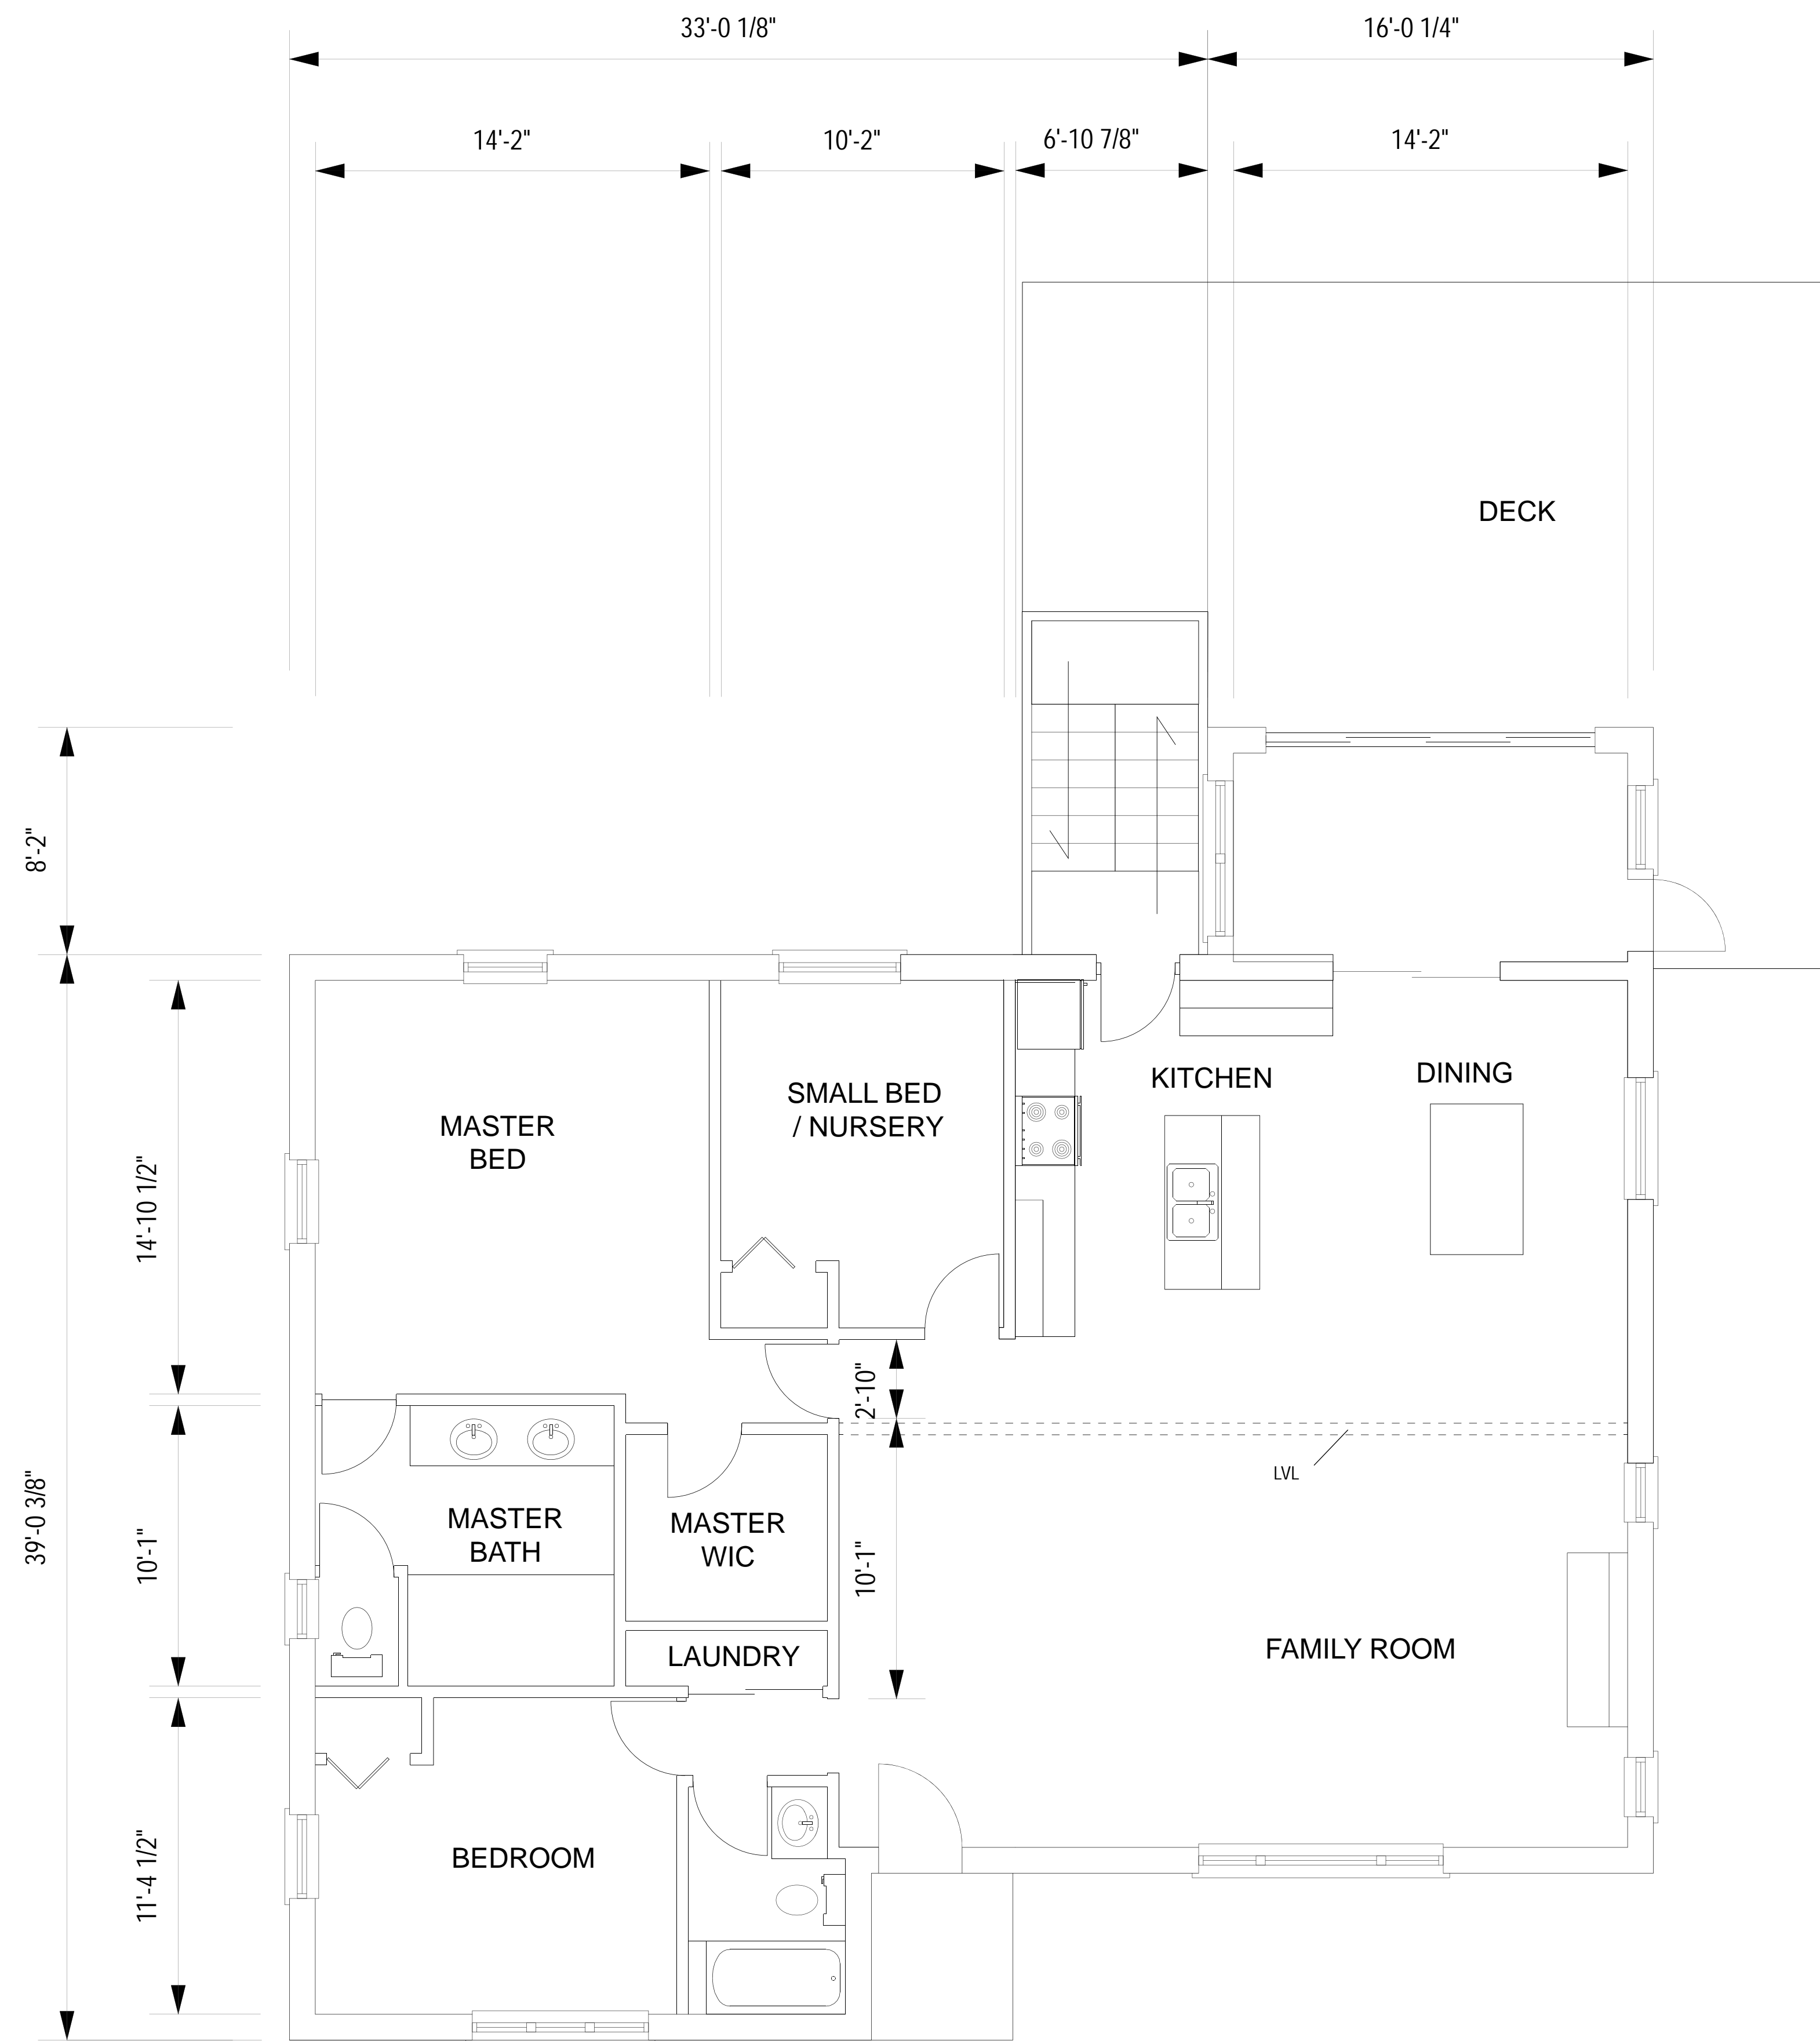 33'-0 1/8"
16'-0 1/4"
14'-2"
10'-2"
6'-10 7/8"
14'-2"
DECK
8'-2"
KITCHEN
DINING
SMALL BED
/ NURSERY
MASTER
BED
14'-10 1/2"
2'-10"
LVL
39'-0 3/8"
10'-1"
MASTER
BATH
MASTER
WIC
10'-1"
LAUNDRY
FAMILY ROOM
11'-4 1/2"
BEDROOM